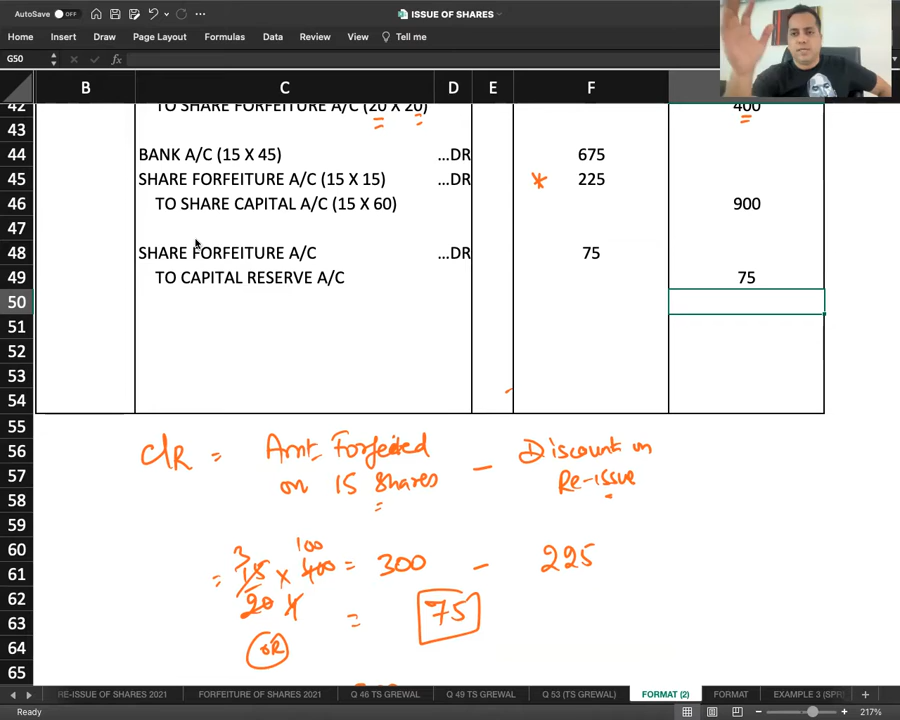 AutoSave OFF ISSUE OF SHARES
Home Insert Draw Page Layout Formulas Data Review View Tell me
G50 fx
B C D E F
42 TO SHARE FORFEITURE A/C (20 X 20) 400
43
44 BANK A/C (15 X 45) ...DR 675
45 SHARE FORFEITURE A/C (15 X 15) ...DR * 225
46 TO SHARE CAPITAL A/C (15 X 60) 900
47
48 SHARE FORFEITURE A/C ...DR 75
49 TO CAPITAL RESERVE A/C 75
50
51
52
53
54
55
56
57
58
59
60
61
62
63
64
65
C/R = Amt Forfeited on 15 Shares – Discount on Re-issue
3 100
= 15/20 x 400 = 300 – 225
= 75
OR
RE-ISSUE OF SHARES 2021 FORFEITURE OF SHARES 2021 Q 46 TS GREWAL Q 49 TS GREWAL Q 53 (TS GREWAL) FORMAT (2) FORMAT EXAMPLE 3 (SPR +
Ready 217%